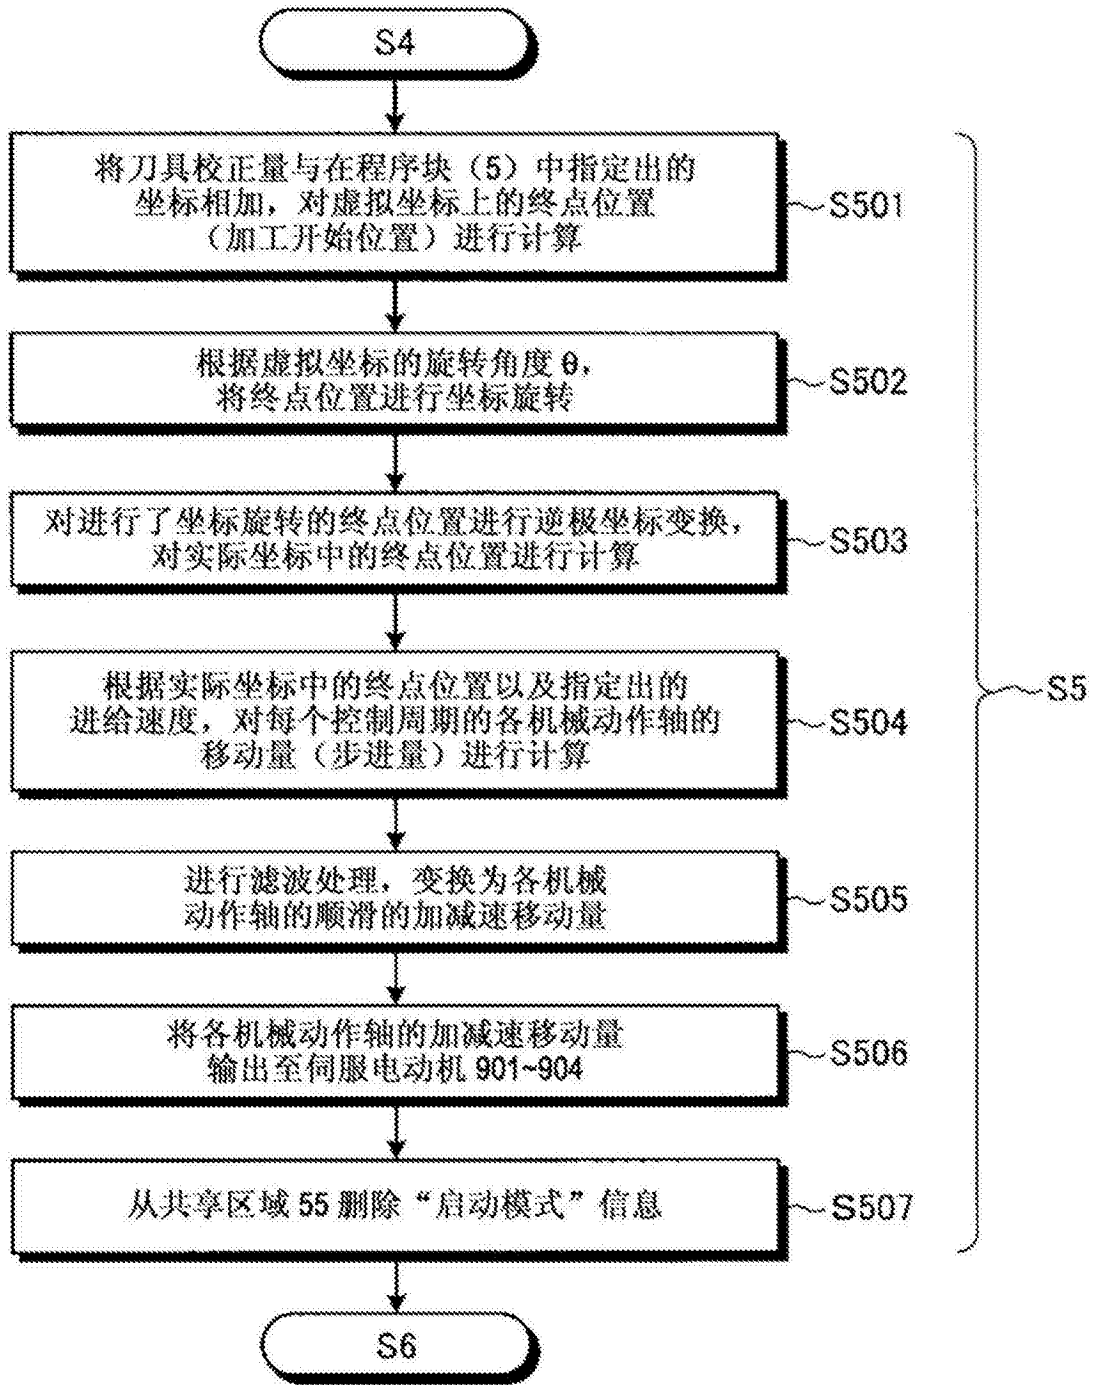 S4
将刀具校正量与在程序块（5）中指定出的
坐标相加，对虚拟坐标上的终点位置
（加工开始位置）进行计算
S501
根据虚拟坐标的旋转角度θ，
将终点位置进行坐标旋转
S502
对进行了坐标旋转的终点位置进行逆极坐标变换，
对实际坐标中的终点位置进行计算
S503
根据实际坐标中的终点位置以及指定出的
进给速度，对每个控制周期的各机械动作轴的
移动量（步进量）进行计算
S504
S5
进行滤波处理，变换为各机械
动作轴的顺滑的加减速移动量
S505
将各机械动作轴的加减速移动量
输出至伺服电动机 901~904
S506
从共享区域 55 删除“启动模式”信息
S507
S6